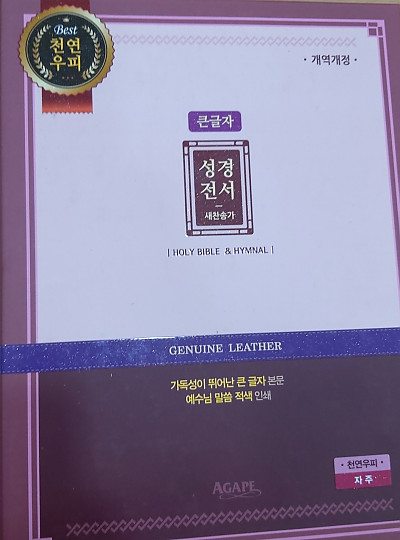 Best
천연
우피
• 개역개정 •
큰글자
성경
전서
새찬송가
| HOLY BIBLE & HYMNAL |
GENUINE LEATHER
가독성이 뛰어난 큰 글자 본문
예수님 말씀 적색 인쇄
• 천연우피 •
자주
AGAPE